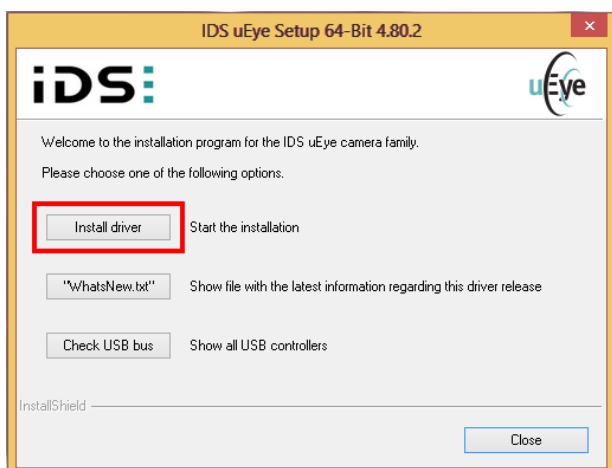 IDS uEye Setup 64-Bit 4.80.2
iDS:
uEye
Welcome to the installation program for the IDS uEye camera family.
Please choose one of the following options.
Install driver Start the installation
"WhatsNew.txt" Show file with the latest information regarding this driver release
Check USB bus Show all USB controllers
InstallShield
Close